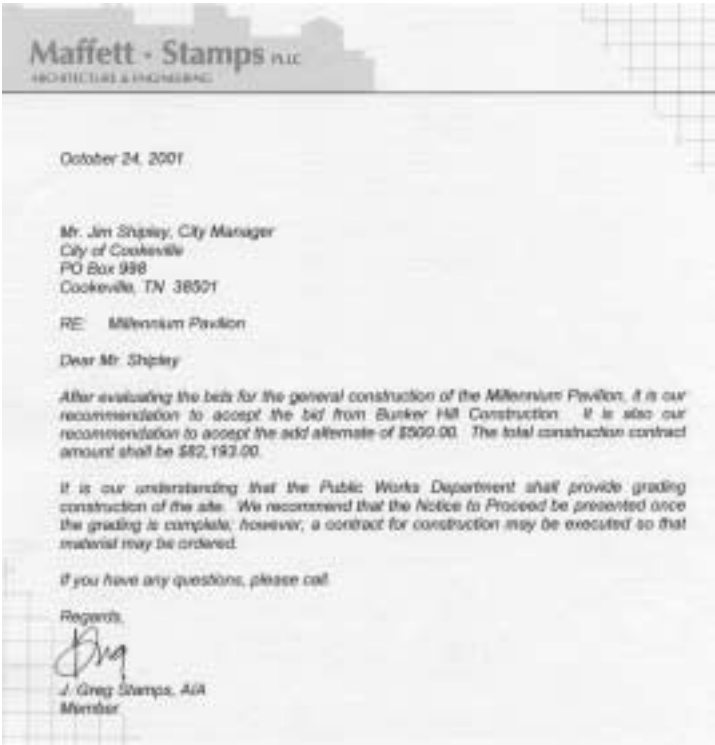 Maffett · Stamps PLLC
ARCHITECTURE & ENGINEERING
October 24, 2001
Mr. Jim Shipley, City Manager
City of Cookeville
PO Box 998
Cookeville, TN 38501
RE: Millennium Pavilion
Dear Mr. Shipley
After evaluating the bids for the general construction of the Millennium Pavilion, it is our
recommendation to accept the bid from Bunker Hill Construction. It is also our
recommendation to accept the add alternate of $500.00. The total construction contract
amount shall be $82,193.00.
It is our understanding that the Public Works Department shall provide grading
construction of the site. We recommend that the Notice to Proceed be presented once
the grading is complete; however, a contract for construction may be executed so that
material may be ordered.
If you have any questions, please call.
Regards,
Greg
J. Greg Stamps, AIA
Member